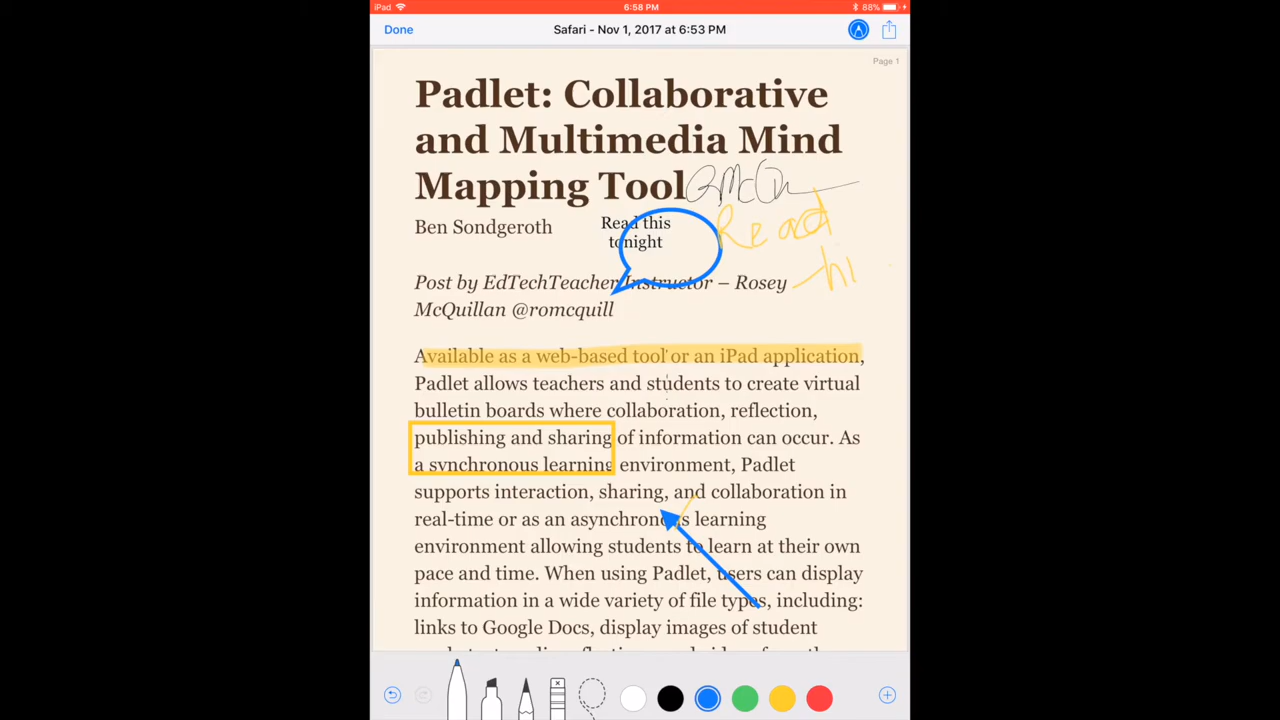 iPad 6:58 PM 88%
Done Safari - Nov 1, 2017 at 6:53 PM
Page 1
Padlet: Collaborative
and Multimedia Mind
Mapping Tool
Ben Sondgeroth
Read this
tonight
Read
thi
Post by EdTechTeacher Instructor – Rosey
McQuillan @romcquill
Available as a web-based tool or an iPad application,
Padlet allows teachers and students to create virtual
bulletin boards where collaboration, reflection,
publishing and sharing of information can occur. As
a synchronous learning environment, Padlet
supports interaction, sharing, and collaboration in
real-time or as an asynchronous learning
environment allowing students to learn at their own
pace and time. When using Padlet, users can display
information in a wide variety of file types, including:
links to Google Docs, display images of student